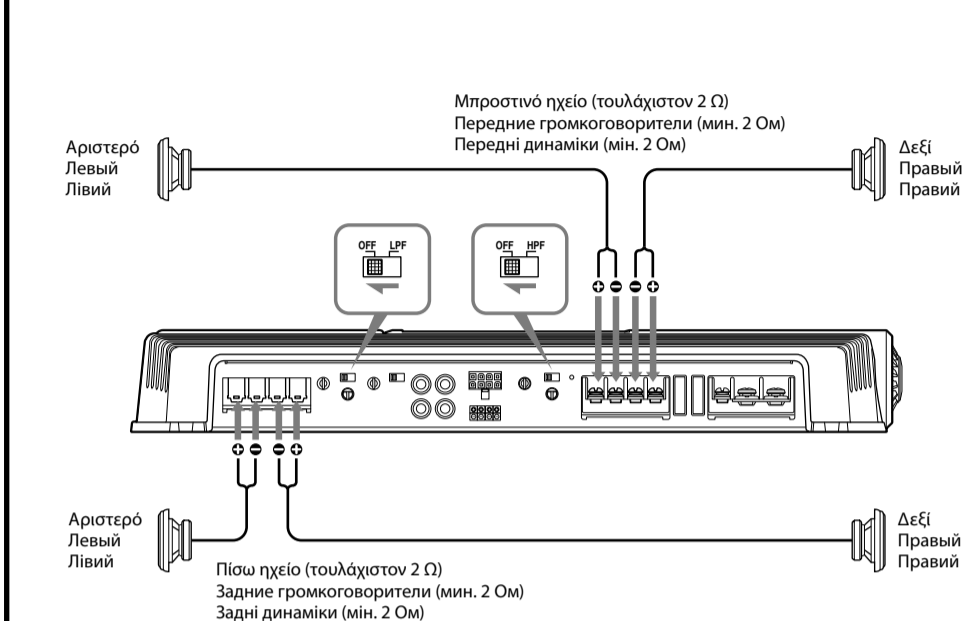 Μπροστινό ηχείο (τουλάχιστον 2 Ω)
Передние громкоговорители (мин. 2 Ом)
Передні динаміки (мін. 2 Ом)
Αριστερό
Левый
Лівий
Δεξί
Правый
Правий
OFF LPF
OFF HPF
Αριστερό
Левый
Лівий
Δεξί
Правый
Правий
Πίσω ηχείο (τουλάχιστον 2 Ω)
Задние громкоговорители (мин. 2 Ом)
Задні динаміки (мін. 2 Ом)